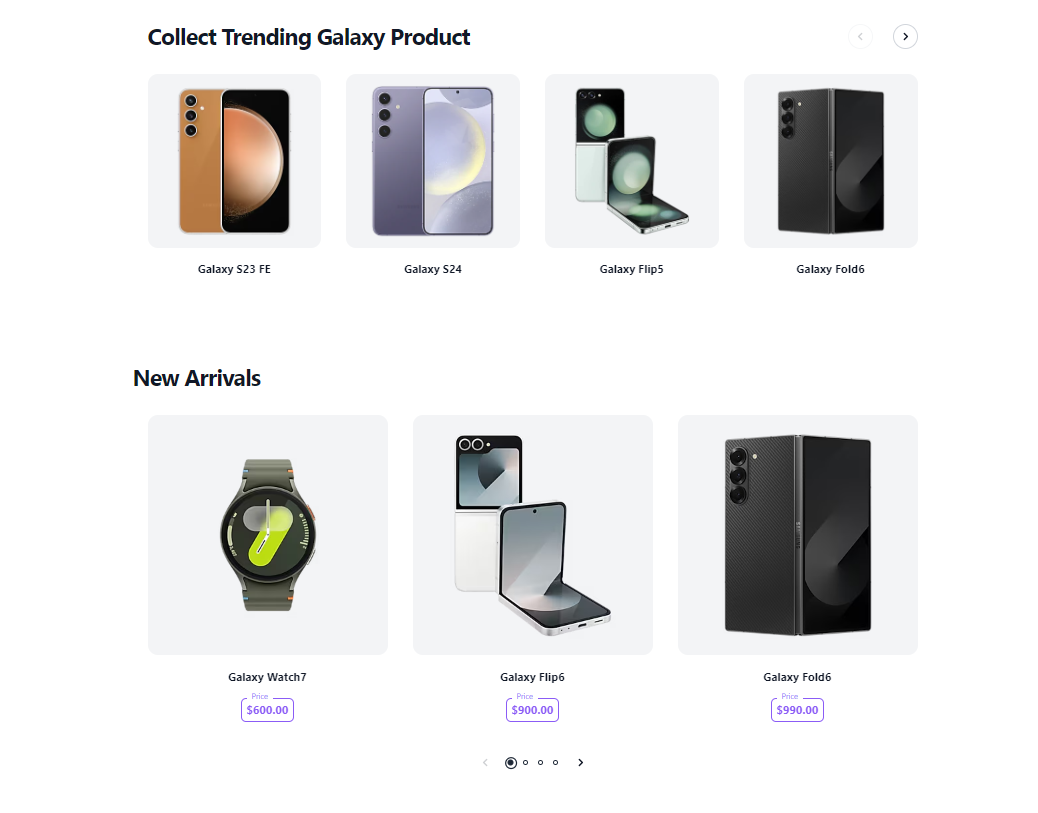 Collect Trending Galaxy Product
Galaxy S23 FE
Galaxy S24
Galaxy Flip5
Galaxy Fold6
New Arrivals
Galaxy Watch7
Galaxy Flip6
Galaxy Fold6
Price
$600.00
Price
$900.00
Price
$990.00